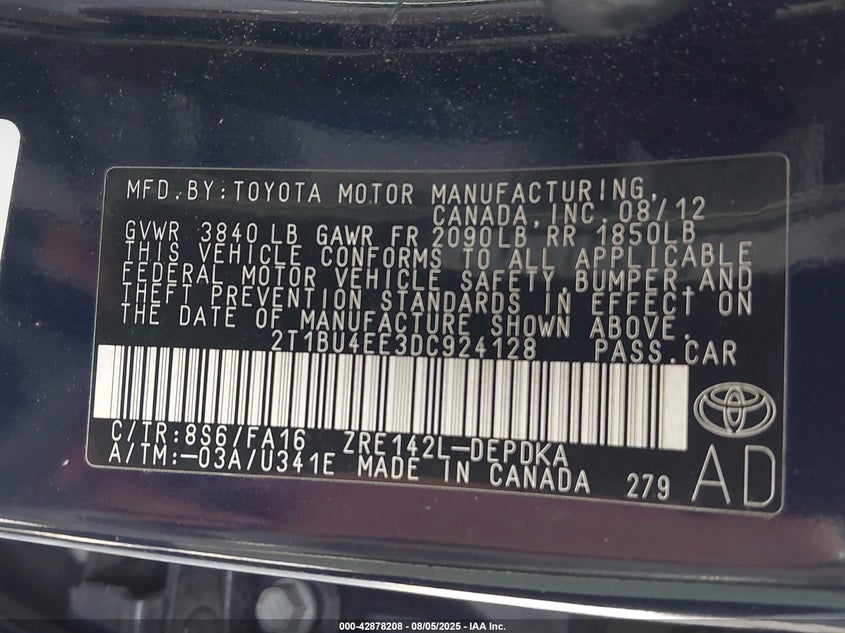 MFD.BY:TOYOTA MOTOR MANUFACTURING,
CANADA,INC. 08/12
GVWR 3840 LB GAWR FR 2090LB RR 1850LB
THIS VEHICLE CONFORMS TO ALL APPLICABLE
FEDERAL MOTOR VEHICLE SAFETY,BUMPER,AND
THEFT PREVENTION STANDARDS IN EFFECT ON
THE DATE OF MANUFACTURE SHOWN ABOVE.
2T1BU4EE3DC924128 PASS.CAR
C/TR:8S6/FA16 ZRE142L-DEPDKA
A/TM:-03A/U341E MADE IN CANADA 279 AD
000-42878208 - 08/05/2025 - IAA Inc.